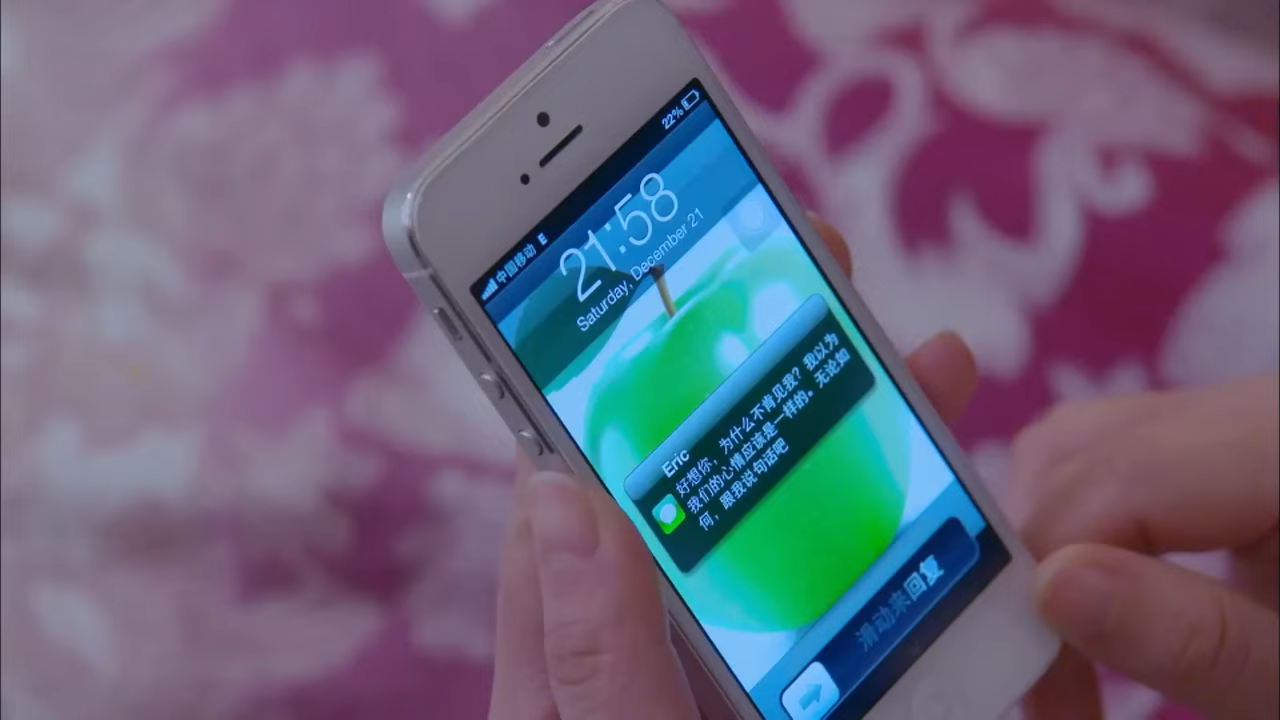 中国移动 E 22%
21:58
Saturday, December 21
Eric
好想你，为什么不肯见我？我以为
我们的心情应该是一样的。无论如
何，跟我说句话吧
滑动来回复